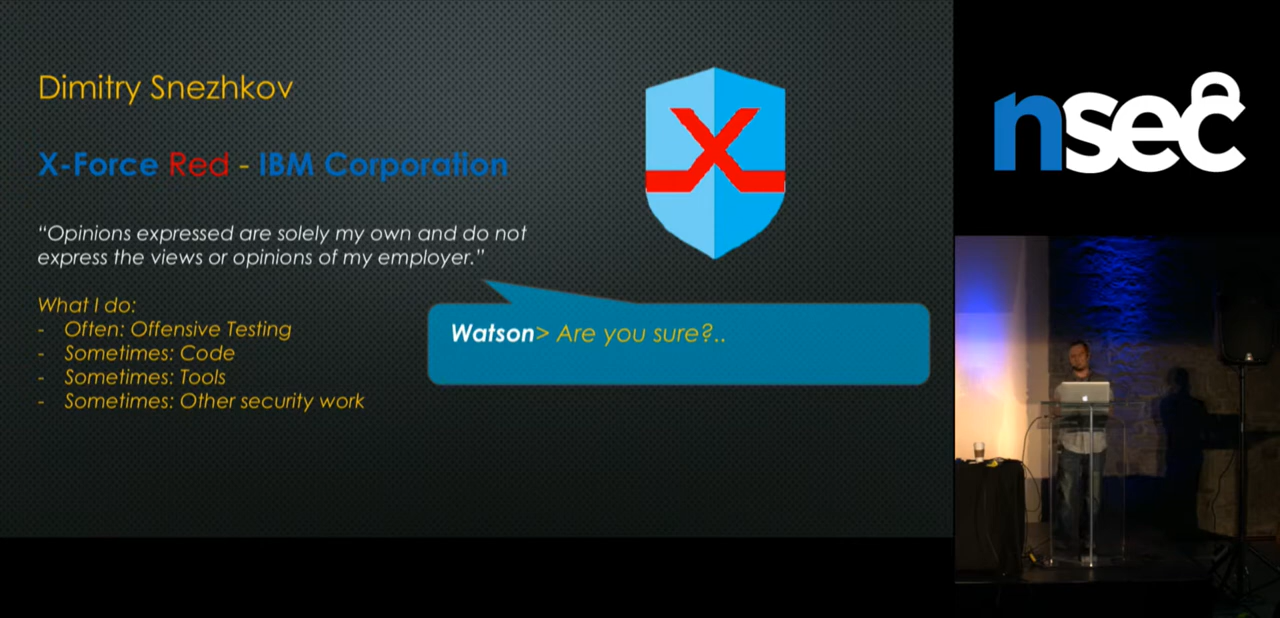 Dimitry Snezhkov
X-Force Red - IBM Corporation
“Opinions expressed are solely my own and do not
express the views or opinions of my employer.”
What I do:
- Often: Offensive Testing
- Sometimes: Code
- Sometimes: Tools
- Sometimes: Other security work
Watson> Are you sure?..
X
nsec